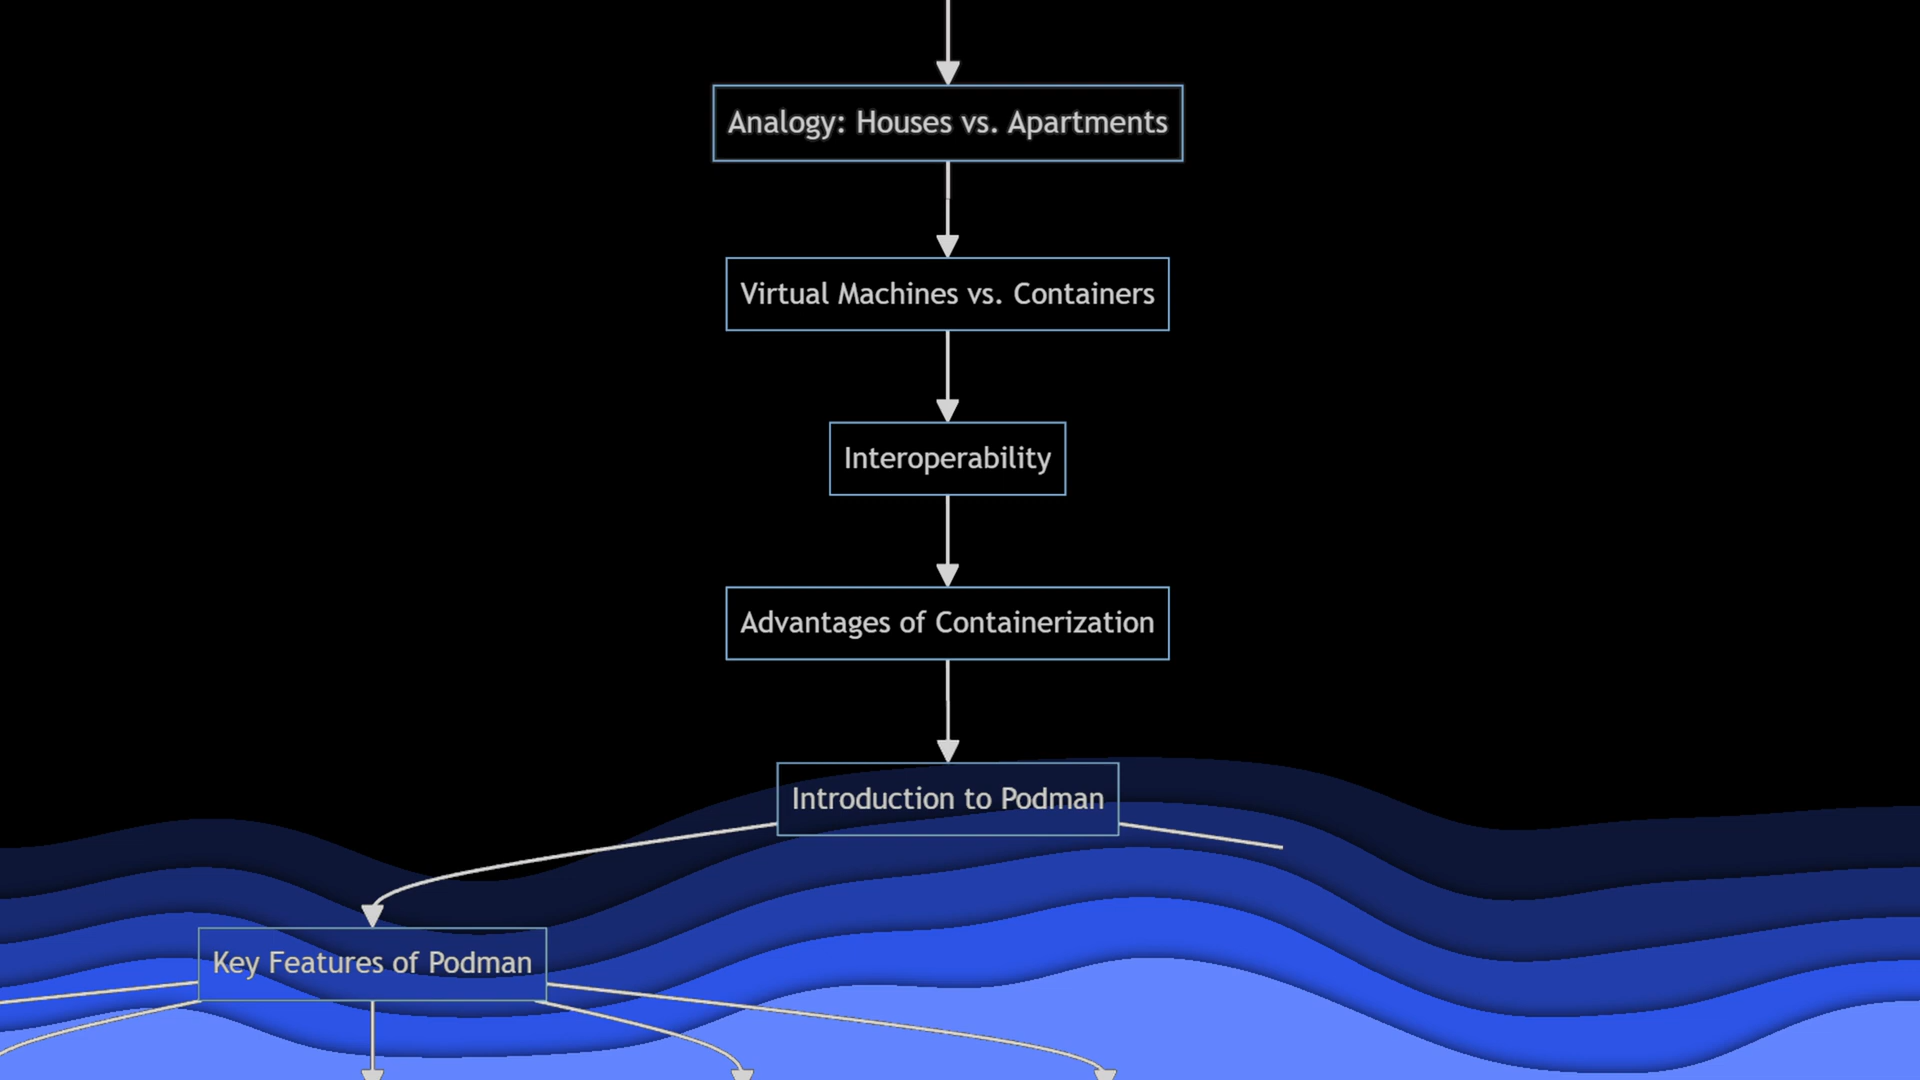 Analogy: Houses vs. Apartments
Virtual Machines vs. Containers
Interoperability
Advantages of Containerization
Introduction to Podman
Key Features of Podman